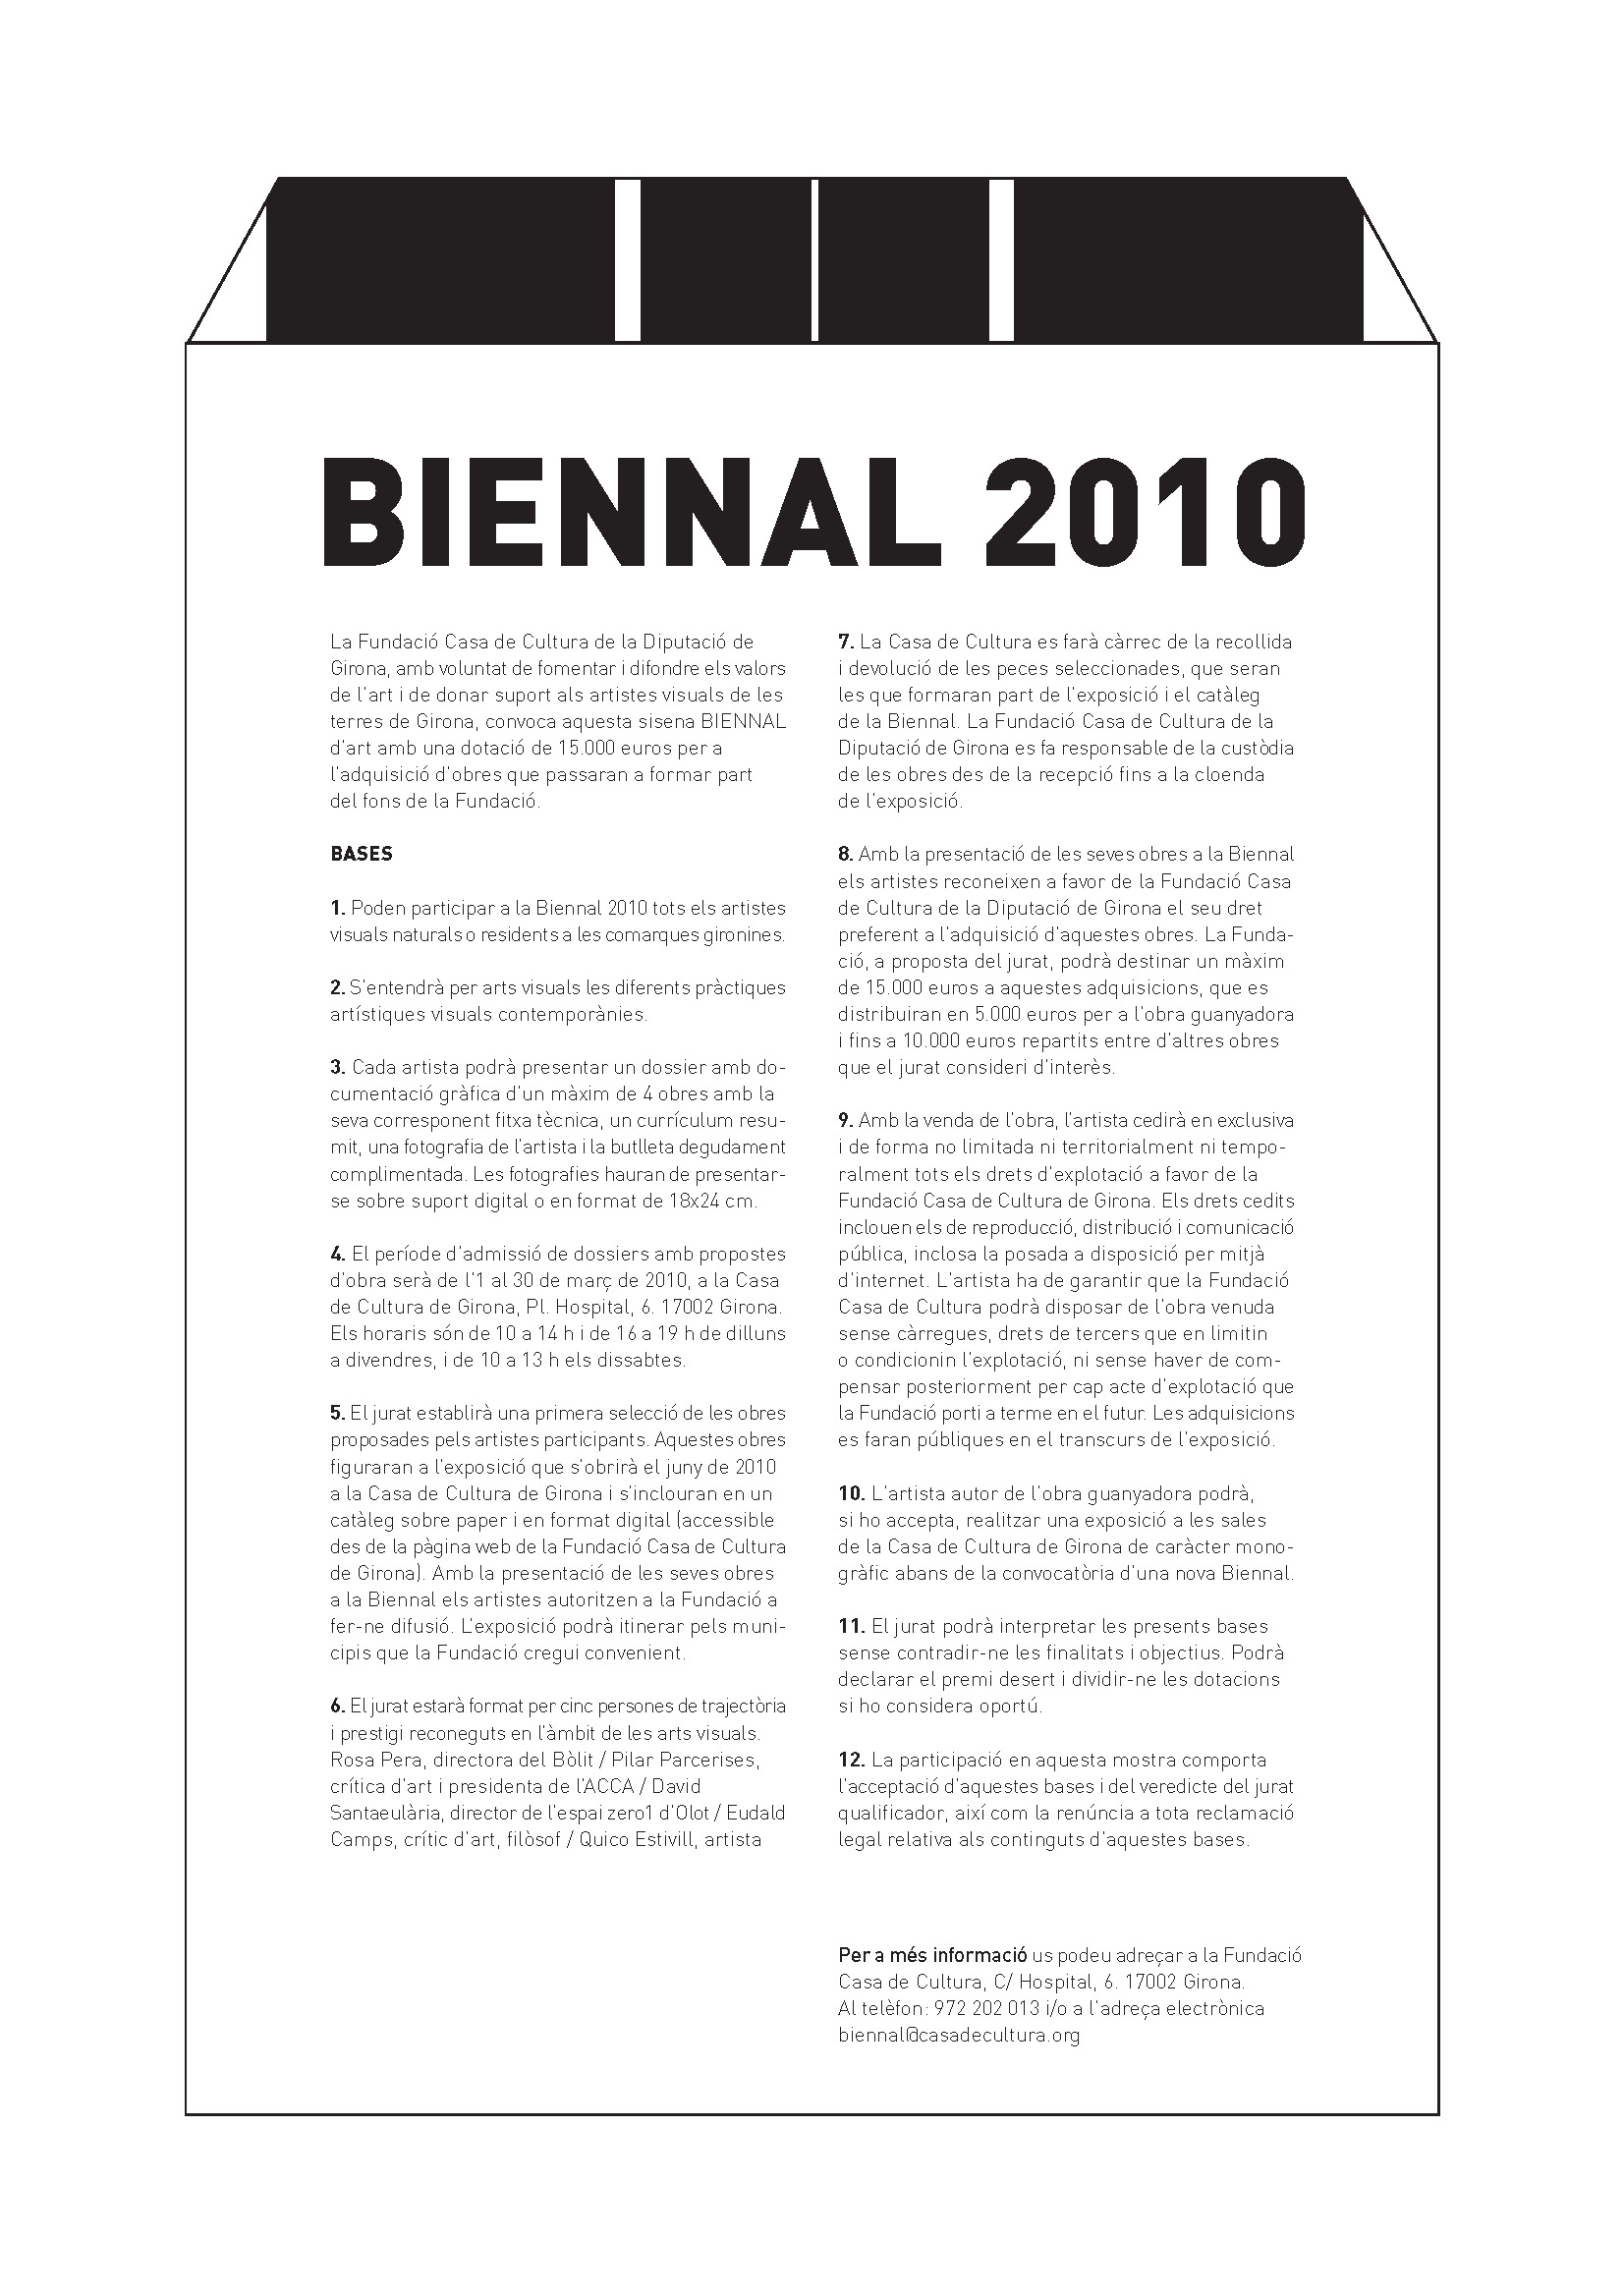 BIENNAL 2010
La Fundació Casa de Cultura de la Diputació de
Girona, amb voluntat de fomentar i difondre els valors
de l'art i de donar suport als artistes visuals de les
terres de Girona, convoca aquesta sisena BIENNAL
d'art amb una dotació de 15.000 euros per a
l'adquisició d'obres que passaran a formar part
del fons de la Fundació.
BASES
1. Poden participar a la Biennal 2010 tots els artistes
visuals naturals o residents a les comarques gironines.
2. S'entendrà per arts visuals les diferents pràctiques
artístiques visuals contemporànies.
3. Cada artista podrà presentar un dossier amb do-
cumentació gràfica d'un màxim de 4 obres amb la
seva corresponent fitxa tècnica, un currículum resu-
mit, una fotografia de l'artista i la butlleta degudament
complimentada. Les fotografies hauran de presentar-
se sobre suport digital o en format de 18x24 cm.
4. El període d'admissió de dossiers amb propostes
d'obra serà de l'1 al 30 de març de 2010, a la Casa
de Cultura de Girona, Pl. Hospital, 6. 17002 Girona.
Els horaris són de 10 a 14 h i de 16 a 19 h de dilluns
a divendres, i de 10 a 13 h els dissabtes.
5. El jurat establirà una primera selecció de les obres
proposades pels artistes participants. Aquestes obres
figuraran a l'exposició que s'obrirà el juny de 2010
a la Casa de Cultura de Girona i s'inclouran en un
catàleg sobre paper i en format digital (accessible
des de la pàgina web de la Fundació Casa de Cultura
de Girona). Amb la presentació de les seves obres
a la Biennal els artistes autoritzen a la Fundació a
fer-ne difusió. L'exposició podrà itinerar pels muni-
cipis que la Fundació cregui convenient.
6. El jurat estarà format per cinc persones de trajectòria
i prestigi reconeguts en l'àmbit de les arts visuals.
Rosa Pera, directora del Bòlit / Pilar Parcerises,
crítica d'art i presidenta de l'ACCA / David
Santaeulària, director de l'espai zero1 d'Olot / Eudald
Camps, crític d'art, filòsof / Quico Estivill, artista
7. La Casa de Cultura es farà càrrec de la recollida
i devolució de les peces seleccionades, que seran
les que formaran part de l'exposició i el catàleg
de la Biennal. La Fundació Casa de Cultura de la
Diputació de Girona es fa responsable de la custòdia
de les obres des de la recepció fins a la cloenda
de l'exposició.
8. Amb la presentació de les seves obres a la Biennal
els artistes reconeixen a favor de la Fundació Casa
de Cultura de la Diputació de Girona el seu dret
preferent a l'adquisició d'aquestes obres. La Funda-
ció, a proposta del jurat, podrà destinar un màxim
de 15.000 euros a aquestes adquisicions, que es
distribuiran en 5.000 euros per a l'obra guanyadora
i fins a 10.000 euros repartits entre d'altres obres
que el jurat consideri d'interès.
9. Amb la venda de l'obra, l'artista cedirà en exclusiva
i de forma no limitada ni territorialment ni tempo-
ralment tots els drets d'explotació a favor de la
Fundació Casa de Cultura de Girona. Els drets cedits
inclouen els de reproducció, distribució i comunicació
pública, inclosa la posada a disposició per mitjà
d'internet. L'artista ha de garantir que la Fundació
Casa de Cultura podrà disposar de l'obra venuda
sense càrregues, drets de tercers que en limitin
o condicionin l'explotació, ni sense haver de com-
pensar posteriorment per cap acte d'explotació que
la Fundació porti a terme en el futur. Les adquisicions
es faran públiques en el transcurs de l'exposició.
10. L'artista autor de l'obra guanyadora podrà,
si ho accepta, realitzar una exposició a les sales
de la Casa de Cultura de Girona de caràcter mono-
gràfic abans de la convocatòria d'una nova Biennal.
11. El jurat podrà interpretar les presents bases
sense contradir-ne les finalitats i objectius. Podrà
declarar el premi desert i dividir-ne les dotacions
si ho considera oportú.
12. La participació en aquesta mostra comporta
l'acceptació d'aquestes bases i del veredicte del jurat
qualificador, així com la renúncia a tota reclamació
legal relativa als continguts d'aquestes bases.
Per a més informació us podeu adreçar a la Fundació
Casa de Cultura, C/ Hospital, 6. 17002 Girona.
Al telèfon: 972 202 013 i/o a l'adreça electrònica
biennal@casadecultura.org